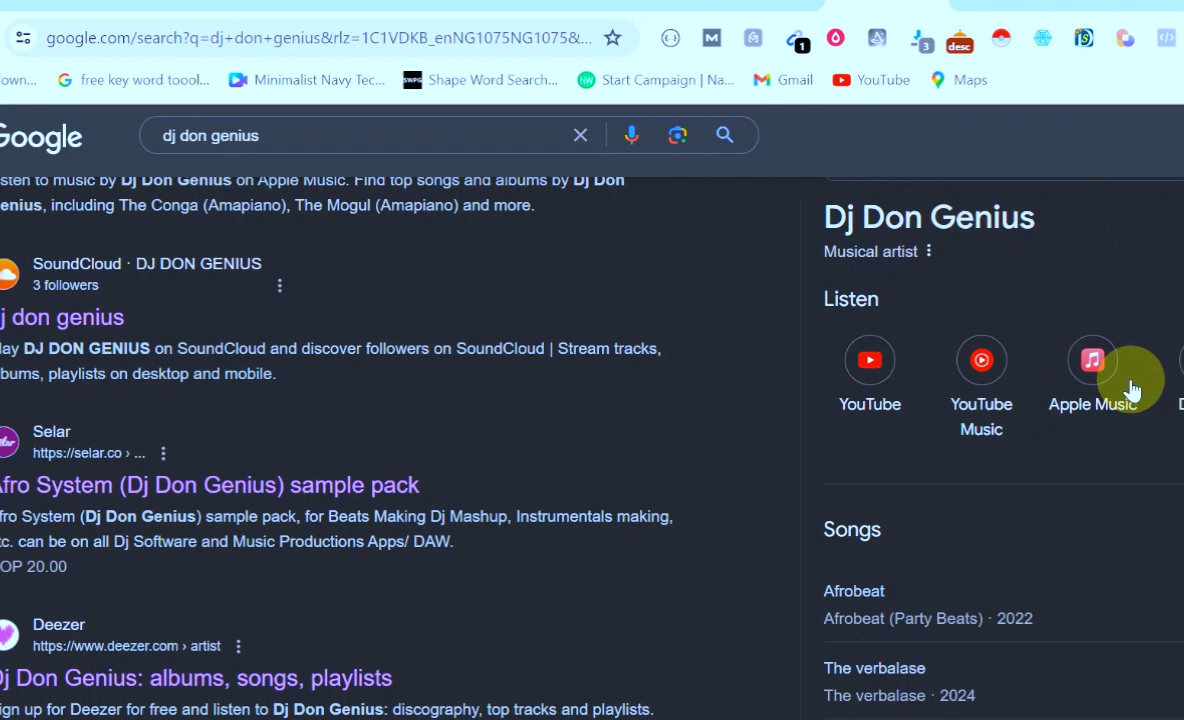 google.com/search?q=dj+don+genius&rlz=1C1VDKB_enNG1075NG1075&...
1
3
desc
own...
free key word toool...
Minimalist Navy Tec...
SWPG
Shape Word Search...
NW
Start Campaign | Na...
Gmail
YouTube
Maps
Google
dj don genius
sten to music by Dj Don Genius on Apple Music. Find top songs and albums by Dj Don
enius, including The Conga (Amapiano), The Mogul (Amapiano) and more.
SoundCloud · DJ DON GENIUS
3 followers
j don genius
lay DJ DON GENIUS on SoundCloud and discover followers on SoundCloud | Stream tracks,
bums, playlists on desktop and mobile.
Selar
https://selar.co › ...
Afro System (Dj Don Genius) sample pack
fro System (Dj Don Genius) sample pack, for Beats Making Dj Mashup, Instrumentals making,
tc. can be on all Dj Software and Music Productions Apps/ DAW.
OP 20.00
Deezer
https://www.deezer.com › artist
Dj Don Genius: albums, songs, playlists
ign up for Deezer for free and listen to Dj Don Genius: discography, top tracks and playlists.
Dj Don Genius
Musical artist
Listen
YouTube
YouTube Music
Apple Music
D
Songs
Afrobeat
Afrobeat (Party Beats) · 2022
The verbalase
The verbalase · 2024